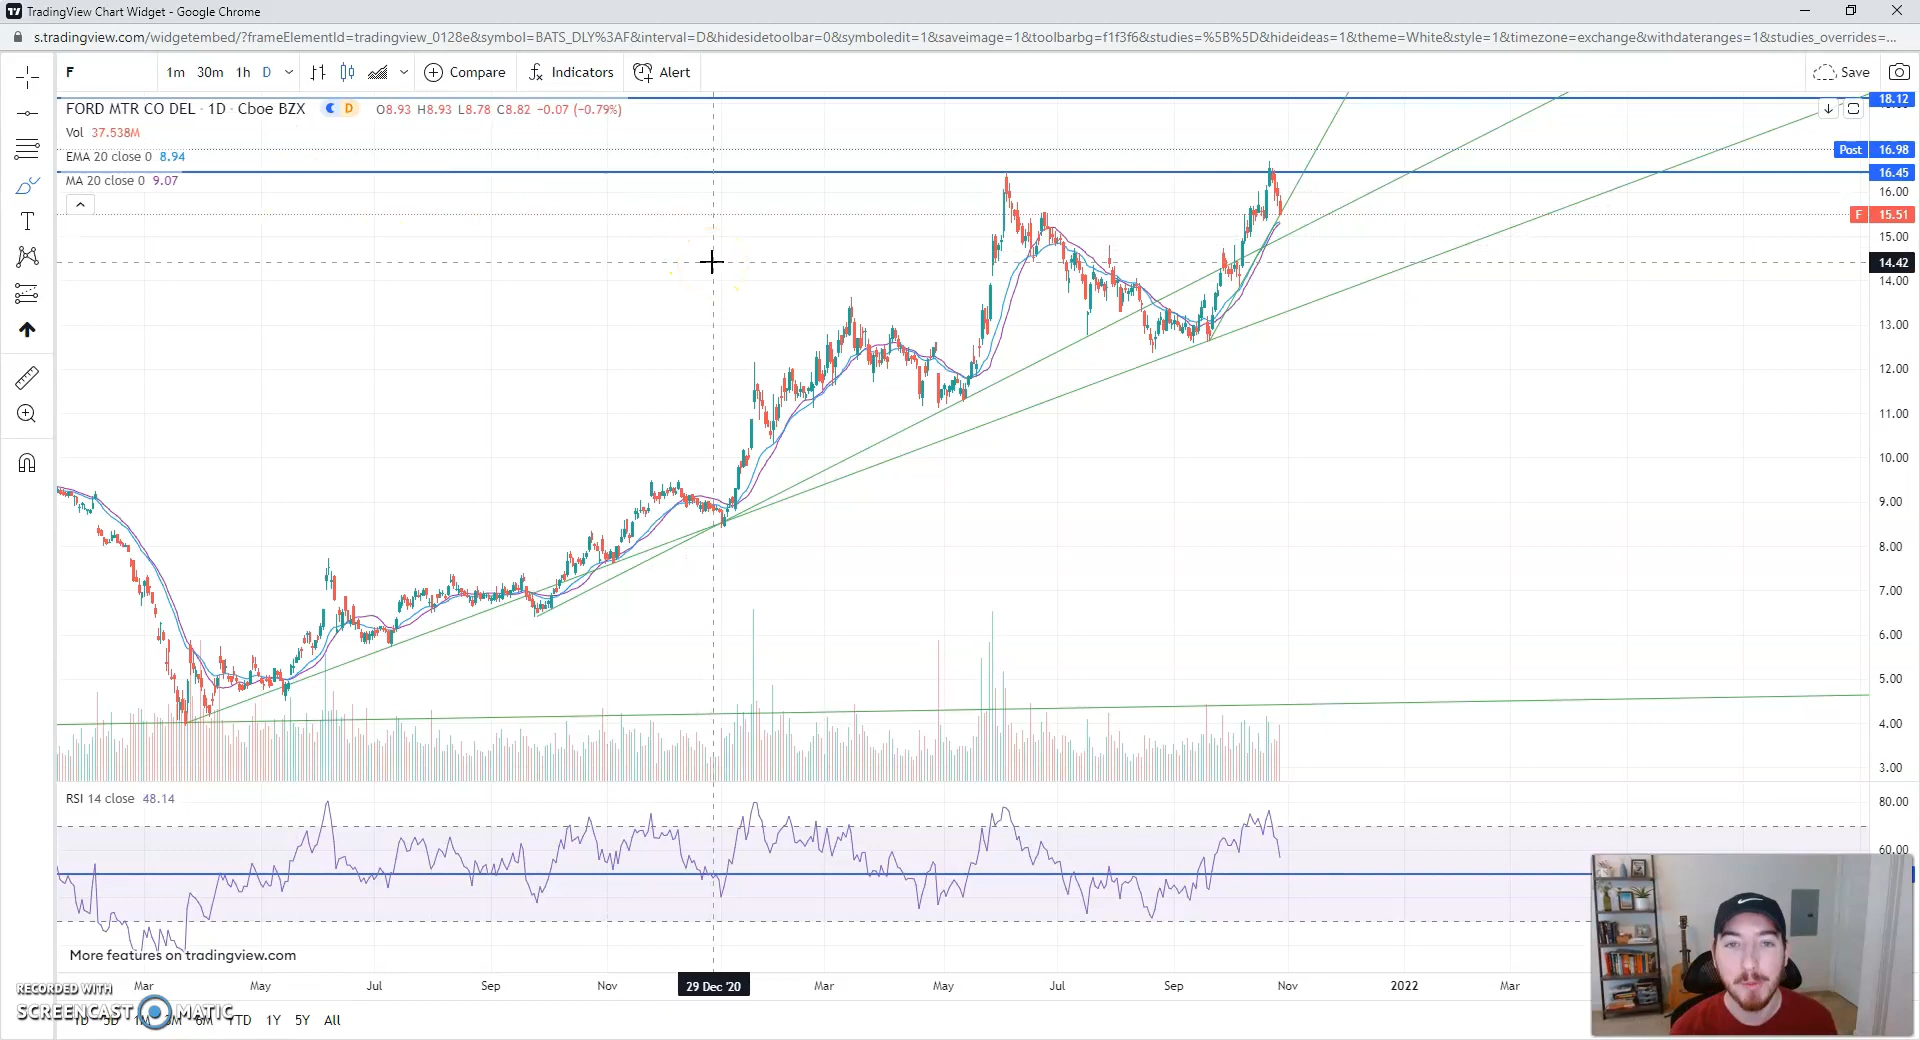 TradingView Chart Widget - Google Chrome
s.tradingview.com/widgetembed/?frameElementId=tradingview_0128e&symbol=BATS_DLY%3AF&interval=D&hidesidetoolbar=0&symboledit=1&saveimage=1&toolbarbg=f1f3f6&studies=%5B%5D&hideideas=1&theme=White&style=1&timezone=exchange&withdateranges=1&studies_overrides=...
F 1m 30m 1h D Compare Indicators Alert Save
FORD MTR CO DEL · 1D · Cboe BZX D O8.93 H8.93 L8.78 C8.82 −0.07 (−0.79%)
Vol 37.538M
EMA 20 close 0 8.94
MA 20 close 0 9.07
18.12
Post 16.98
16.45
16.00
F 15.51
15.00
14.42
14.00
13.00
12.00
11.00
10.00
9.00
8.00
7.00
6.00
5.00
4.00
3.00
RSI 14 close 48.14
80.00
60.00
More features on tradingview.com
Mar May Jul Sep Nov 29 Dec '20 Mar May Jul Sep Nov 2022 Mar
RECORDED WITH
SCREENCAST MATIC
1D 5D 1M 3M 6M YTD 1Y 5Y All